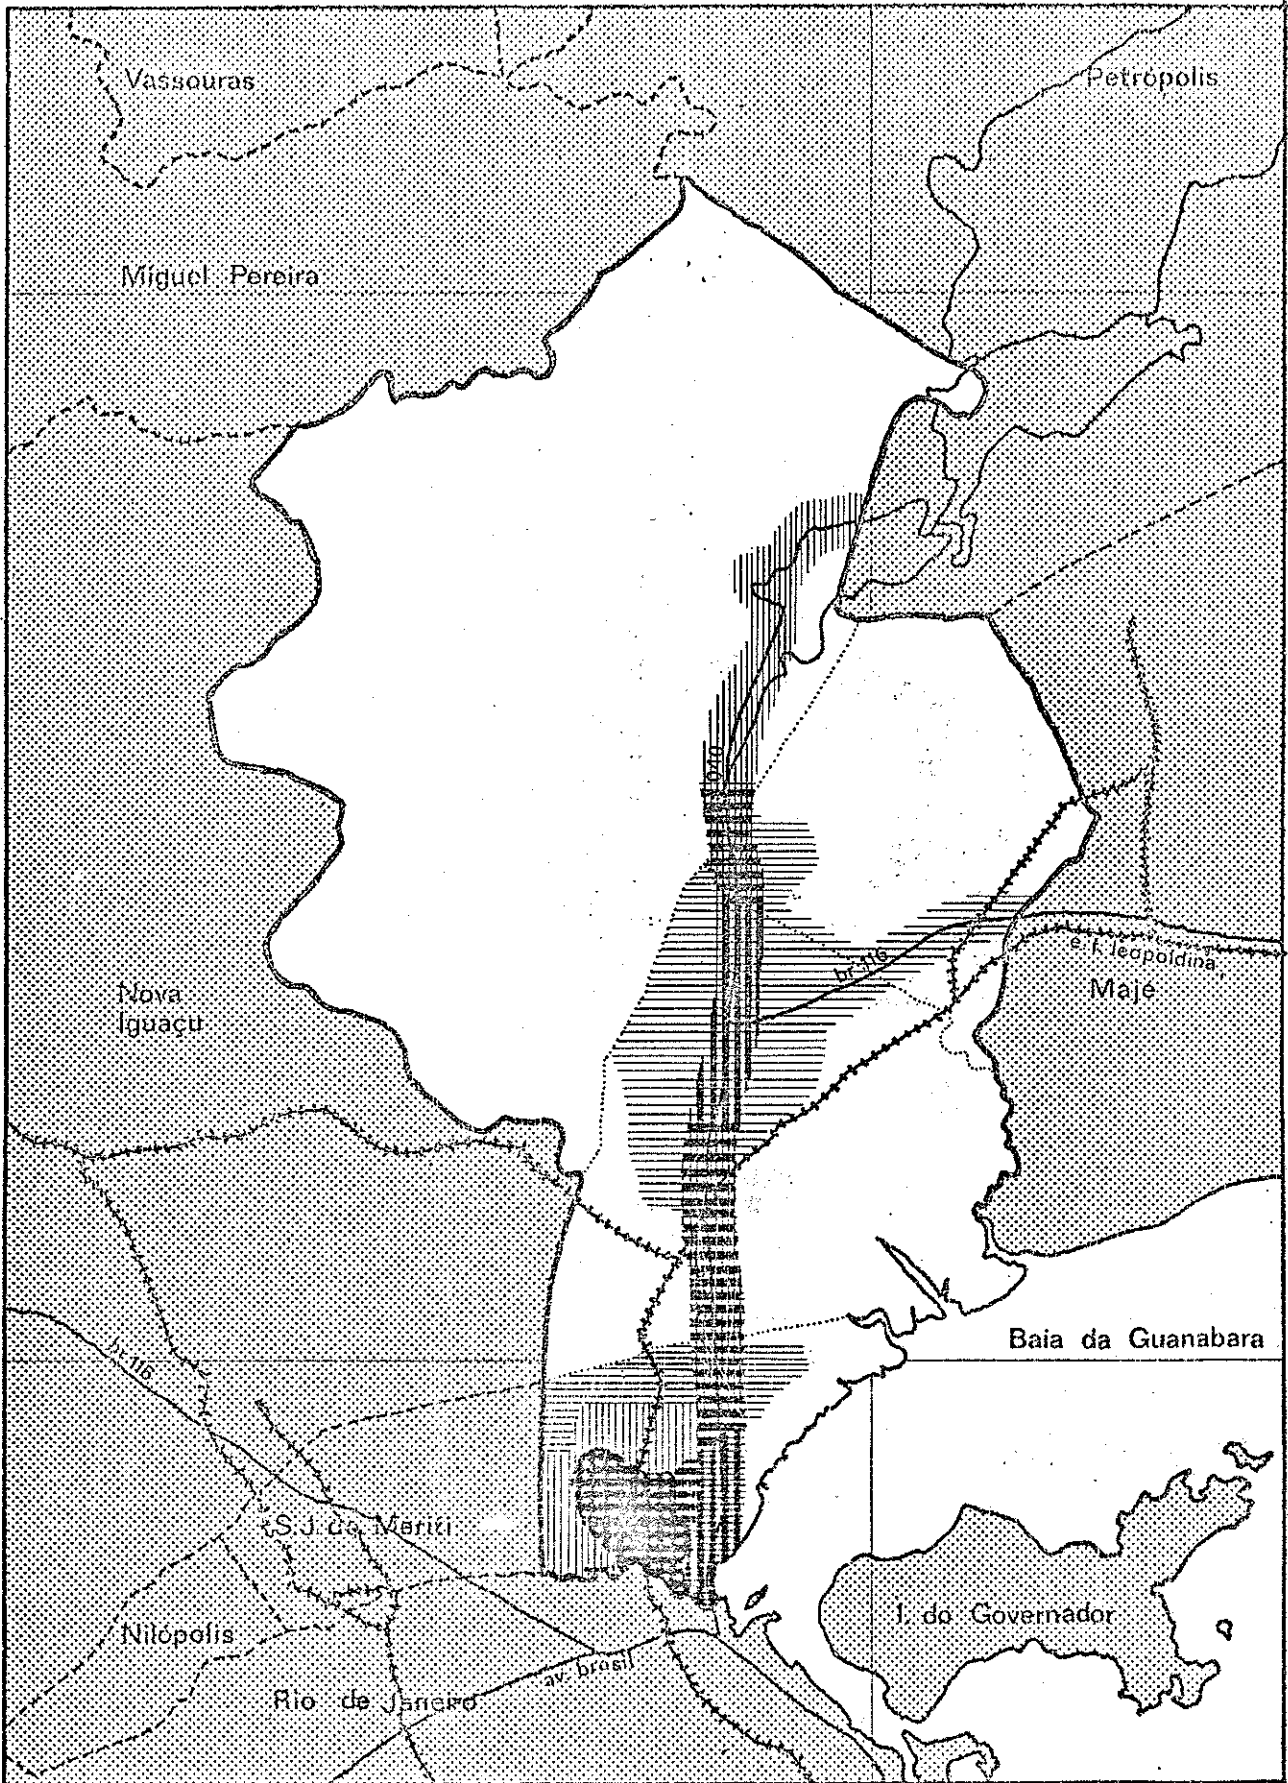 Vassouras
Petrópolis
Miguel Pereira
040
br-116
e. f. leopoldina
Majé
Nova
Iguaçu
br-116
Baia da Guanabara
S.J. de Meriti
I. do Governador
Nilópolis
av. brasil
Rio de Janeiro